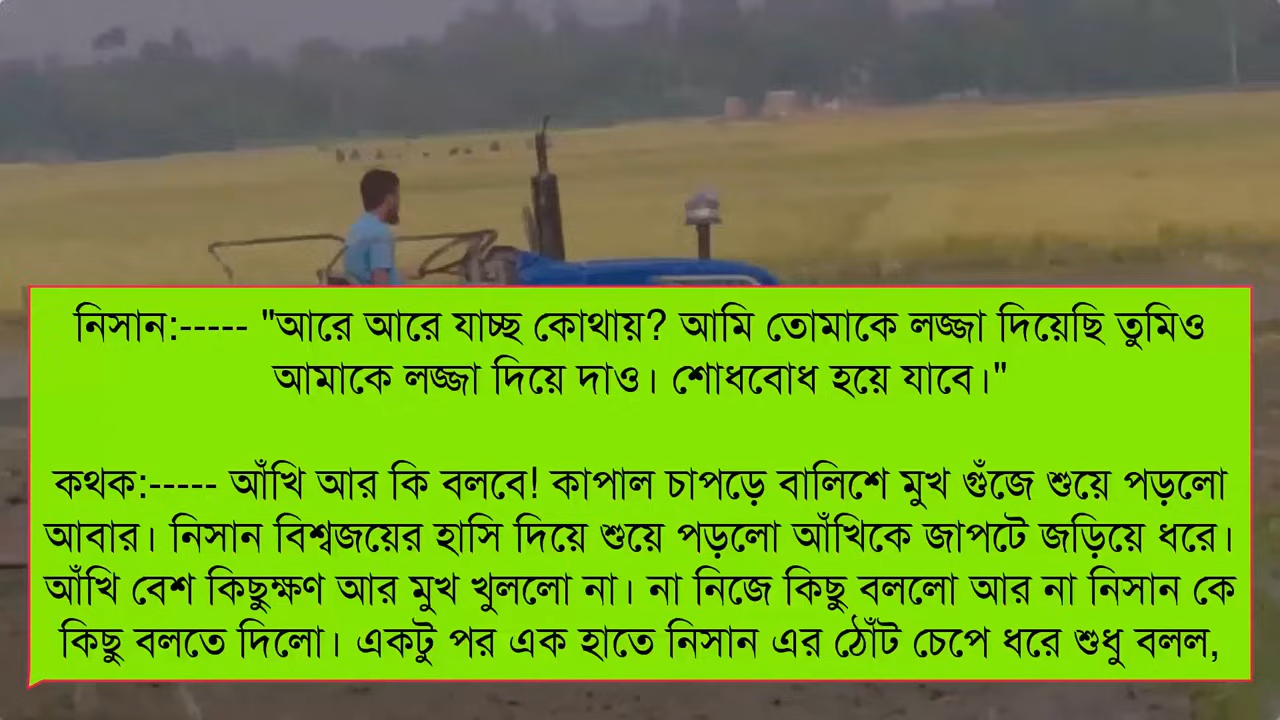 নিসান:----- "আরে আরে যাচ্ছ কোথায়? আমি তোমাকে লজ্জা দিয়েছি তুমিও
আমাকে লজ্জা দিয়ে দাও। শোধবোধ হয়ে যাবে।"
কথক:----- আঁখি আর কি বলবে! কাপাল চাপড়ে বালিশে মুখ গুঁজে শুয়ে পড়লো
আবার। নিসান বিশ্বজয়ের হাসি দিয়ে শুয়ে পড়লো আঁখিকে জাপটে জড়িয়ে ধরে।
আঁখি বেশ কিছুক্ষণ আর মুখ খুললো না। না নিজে কিছু বললো আর না নিসান কে
কিছু বলতে দিলো। একটু পর এক হাতে নিসান এর ঠোঁট চেপে ধরে শুধু বলল,